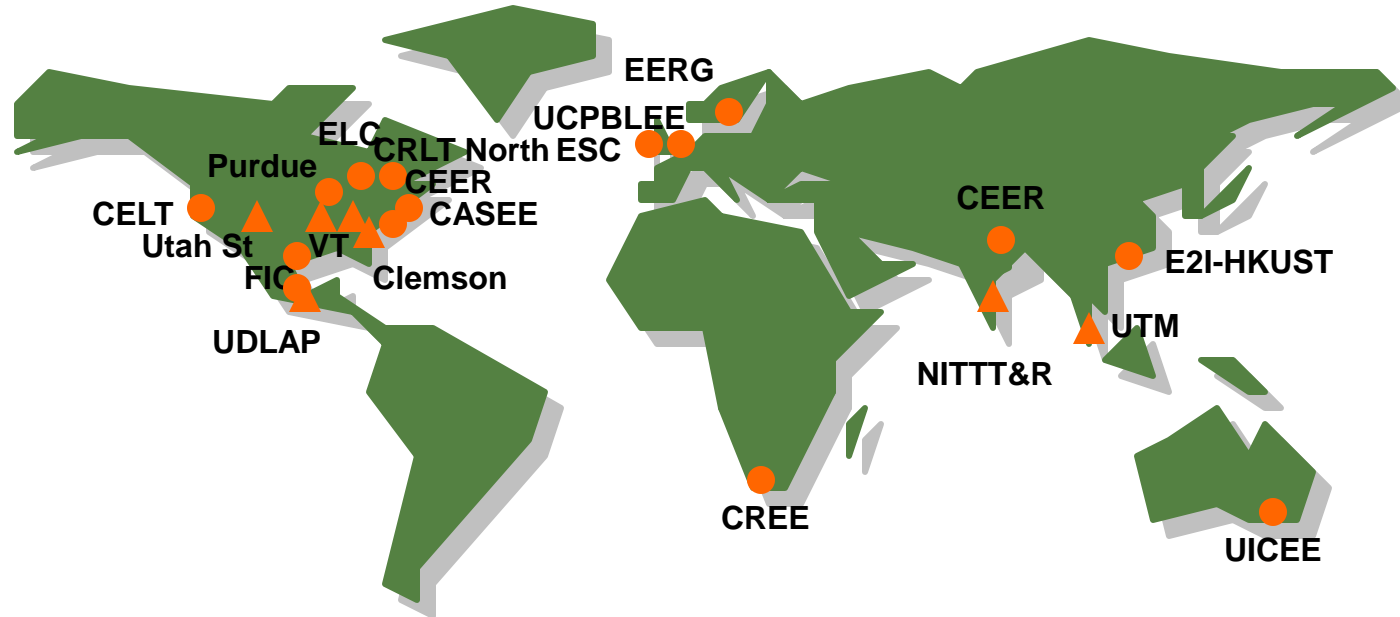 EERG
UCPBLEE
ELC
CRLT North
ESC
Purdue
CEER
CELT
CASEE
CEER
Utah St
VT
E2I-HKUST
FIC
Clemson
UTM
UDLAP
NITTT&R
CREE
UICEE